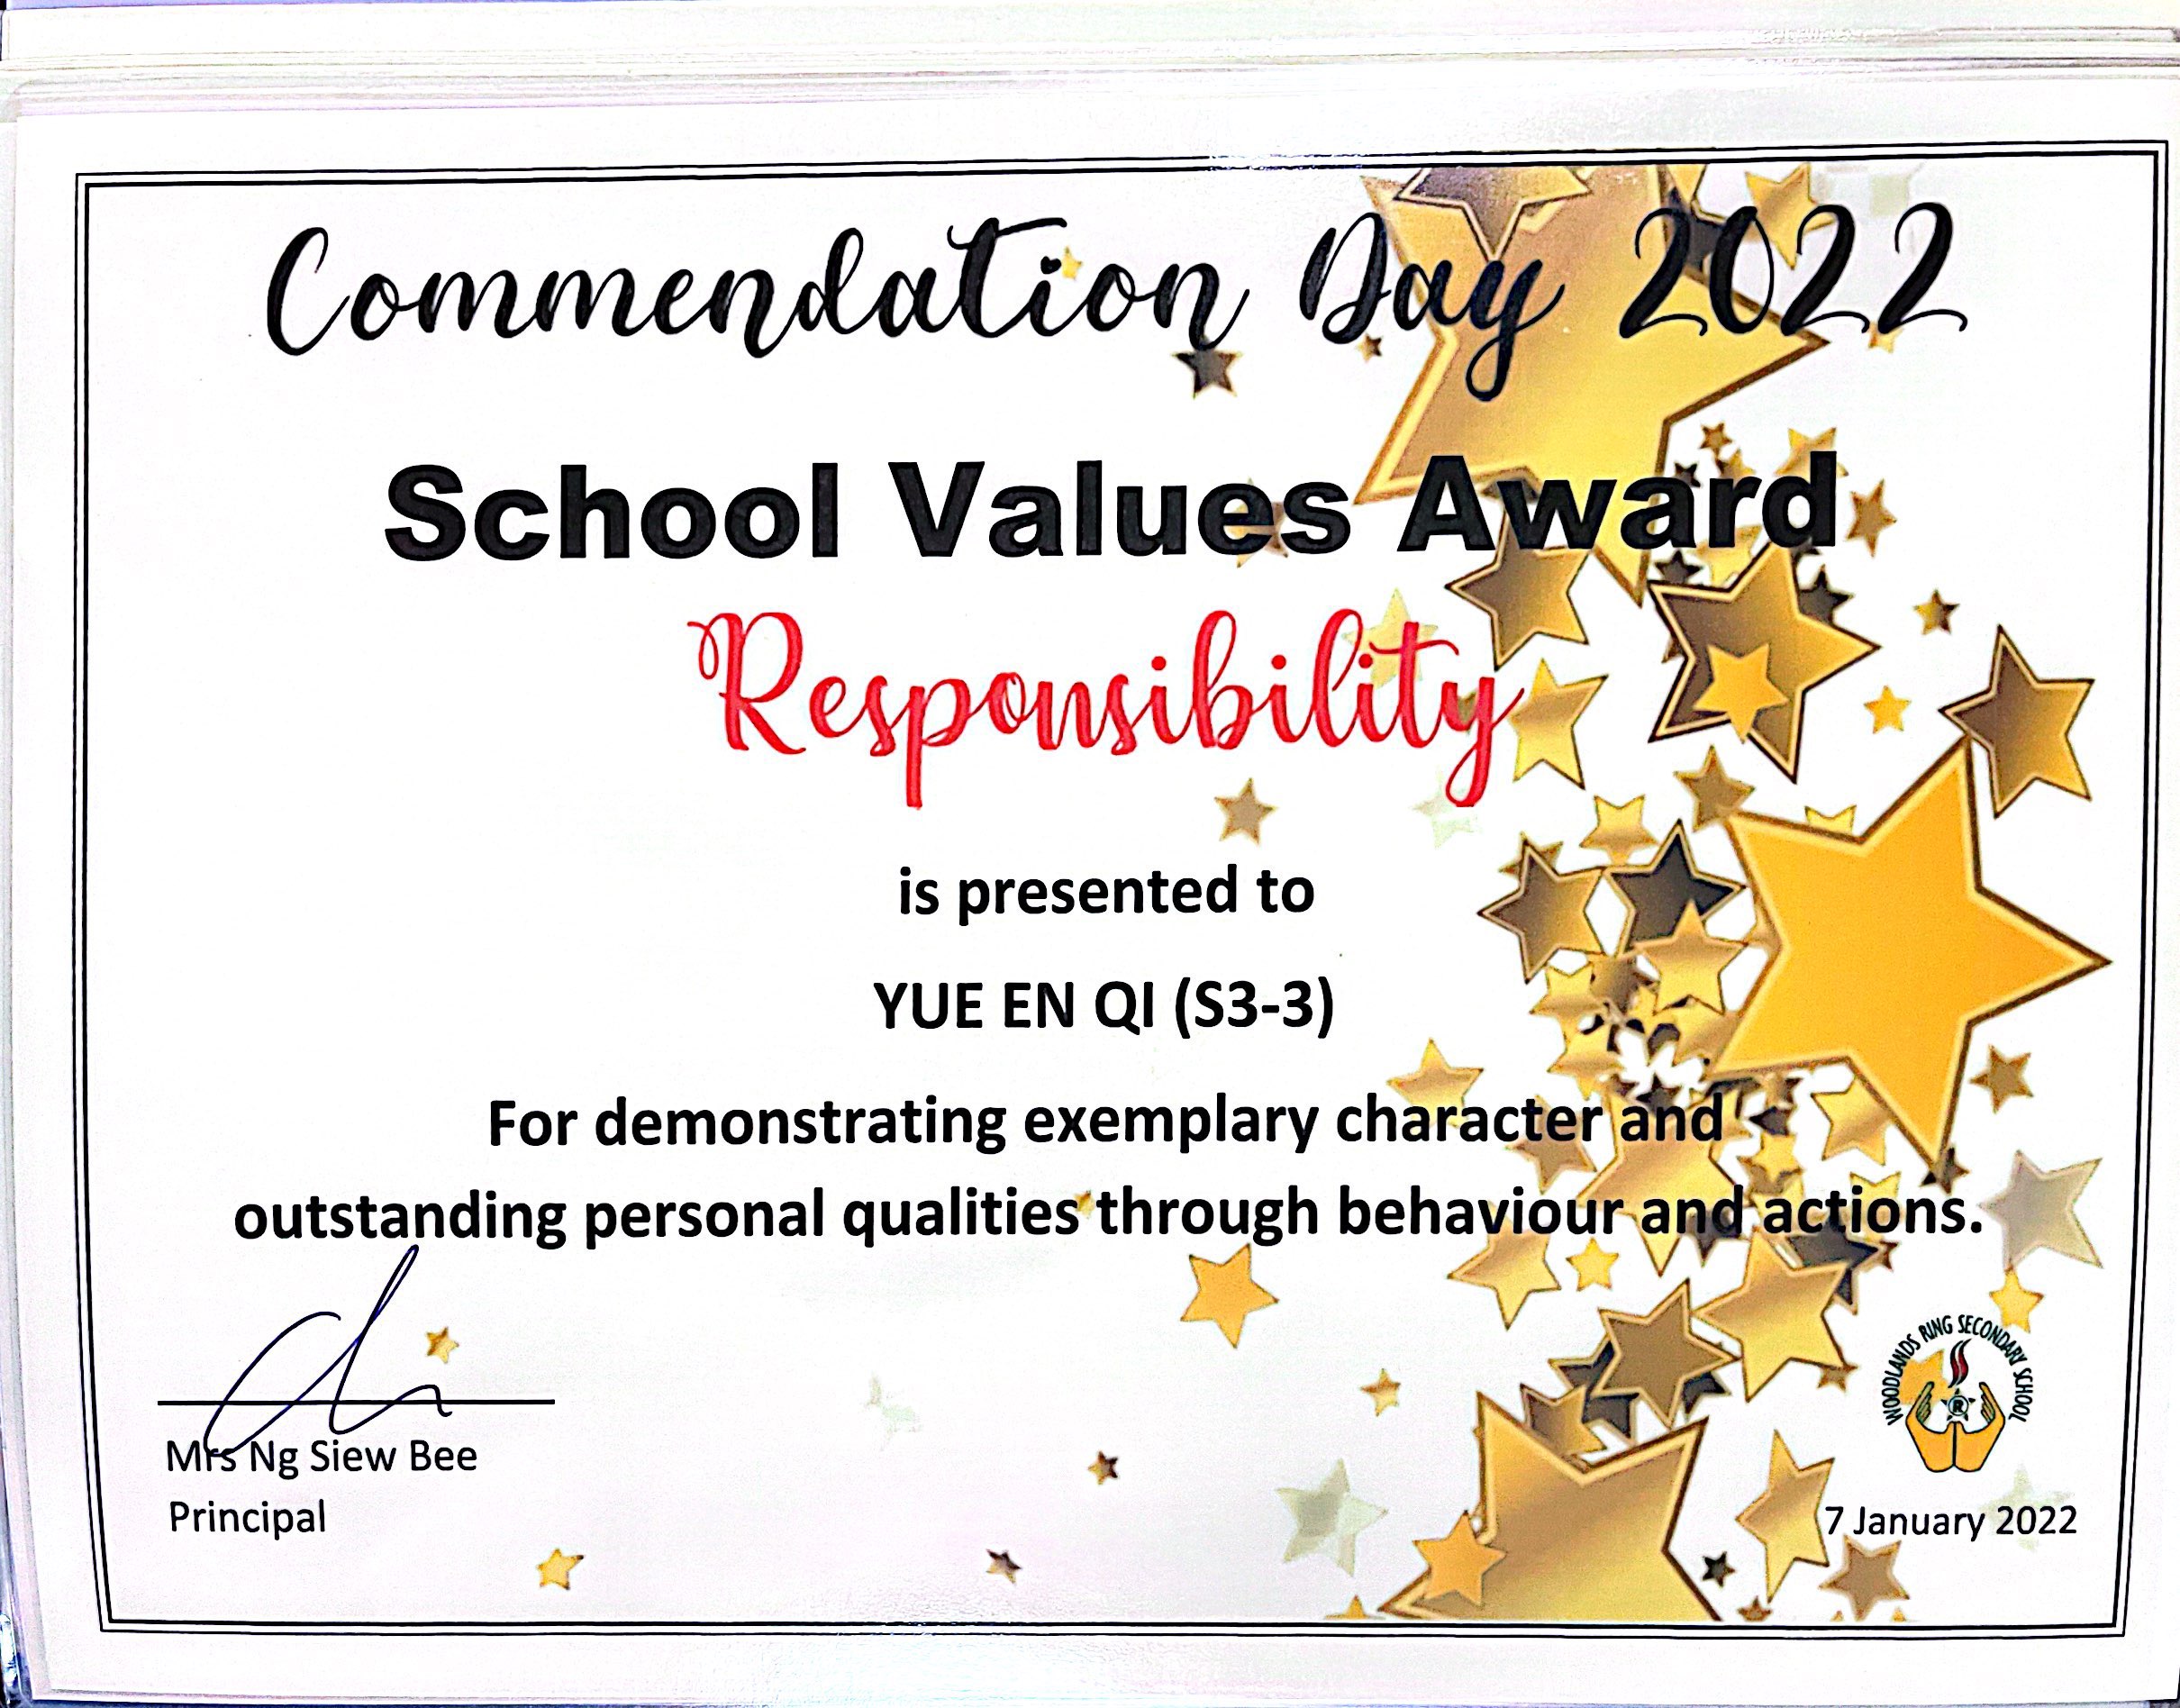 Commendation Day 2022
School Values Award
Responsibility
is presented to
YUE EN QI (S3-3)
For demonstrating exemplary character and
outstanding personal qualities through behaviour and actions.
Mrs Ng Siew Bee
Principal
WOODLANDS RING SECONDARY SCHOOL
R
7 January 2022